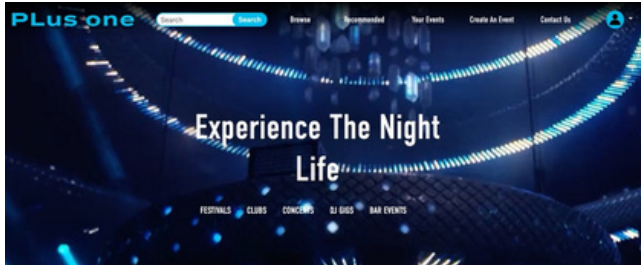 PLus one
Search Search Browse Recommended Your Events Create An Event Contact Us
Experience The Night
Life
FESTIVALS CLUBS CONCERTS DJ GIGS BAR EVENTS